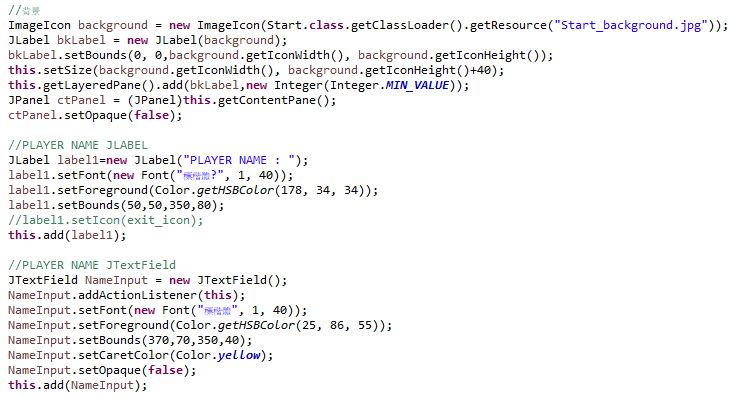 //背景
ImageIcon background = new ImageIcon(Start.class.getClassLoader().getResource("Start_background.jpg"));
JLabel bkLabel = new JLabel(background);
bkLabel.setBounds(0, 0,background.getIconWidth(), background.getIconHeight());
this.setSize(background.getIconWidth(), background.getIconHeight()+40);
this.getLayeredPane().add(bkLabel,new Integer(Integer.MIN_VALUE));
JPanel ctPanel = (JPanel)this.getContentPane();
ctPanel.setOpaque(false);
//PLAYER NAME JLABEL
JLabel label1=new JLabel("PLAYER NAME : ");
label1.setFont(new Font("標楷體?", 1, 40));
label1.setForeground(Color.getHSBColor(178, 34, 34));
label1.setBounds(50,50,350,80);
//label1.setIcon(exit_icon);
this.add(label1);
//PLAYER NAME JTextField
JTextField NameInput = new JTextField();
NameInput.addActionListener(this);
NameInput.setFont(new Font("標楷體", 1, 40));
NameInput.setForeground(Color.getHSBColor(25, 86, 55));
NameInput.setBounds(370,70,350,40);
NameInput.setCaretColor(Color.yellow);
NameInput.setOpaque(false);
this.add(NameInput);